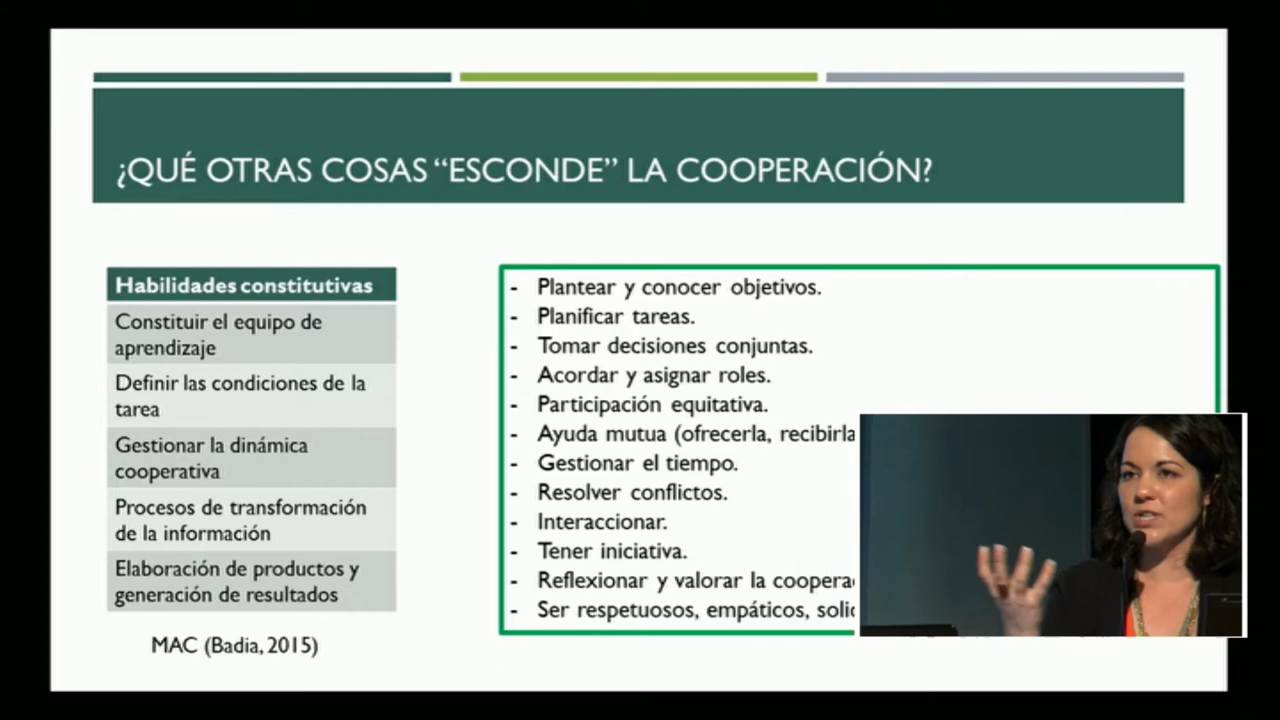 ¿QUÉ OTRAS COSAS “ESCONDE” LA COOPERACIÓN?
Habilidades constitutivas
Constituir el equipo de
aprendizaje
Definir las condiciones de la
tarea
Gestionar la dinámica
cooperativa
Procesos de transformación
de la información
Elaboración de productos y
generación de resultados
MAC (Badia, 2015)
- Plantear y conocer objetivos.
- Planificar tareas.
- Tomar decisiones conjuntas.
- Acordar y asignar roles.
- Participación equitativa.
- Ayuda mutua (ofrecerla, recibirla
- Gestionar el tiempo.
- Resolver conflictos.
- Interaccionar.
- Tener iniciativa.
- Reflexionar y valorar la
- Ser respetuosos, empáticos,